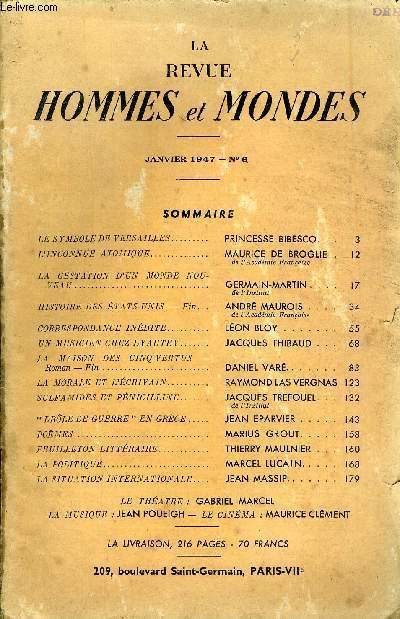 Le-livre.com
LA
REVUE
HOMMES et MONDES
JANVIER 1947 — N° 6
SOMMAIRE
LE SYMBOLE DE VERSAILLES......... PRINCESSE BIBESCO. 3
L'INCONNUE ATOMIQUE......... MAURICE DE BROGLIE . 12
de l'Académie Française
LA GESTATION D'UN MONDE NOU-
VEAU......... GERMAIN-MARTIN. . . . 17
de l'Institut
HISTOIRE DES ÉTATS-UNIS — Fin... ANDRÉ MAUROIS . . . . 34
de l'Académie Française
CORRESPONDANCE INÉDITE......... LÉON BLOY . . . . . . 55
UN MUSICIEN CHEZ LYAUTEY......... JACQUES THIBAUD . . . 68
LA MAISON DES CINQ VERTUS
Roman — Fin......... DANIEL VARÉ. . . . . . 83
LA MORALE ET L'ÉCRIVAIN......... RAYMOND LAS VERGNAS 123
SULFAMIDES ET PÉNICILLINE......... JACQUES TREFOUEL . . . 132
de l'Institut
"DRÔLE DE GUERRE" EN GRÈCE..... JEAN EPARVIER . . . . 143
POÈMES......... MARIUS GROUT. . . . . 158
FEUILLETON LITTÉRAIRE......... THIERRY MAULNIER . . 160
LA POLITIQUE......... MARCEL LUCAIN. . . . . 168
LA SITUATION INTERNATIONALE.... JEAN MASSIP. . . . . . 179
LE THÉATRE : GABRIEL MARCEL
LA MUSIQUE : JEAN POUEIGH — LE CINÉMA : MAURICE CLÉMENT
LA LIVRAISON, 216 PAGES - 70 FRANCS
209, boulevard Saint-Germain, PARIS-VIIe